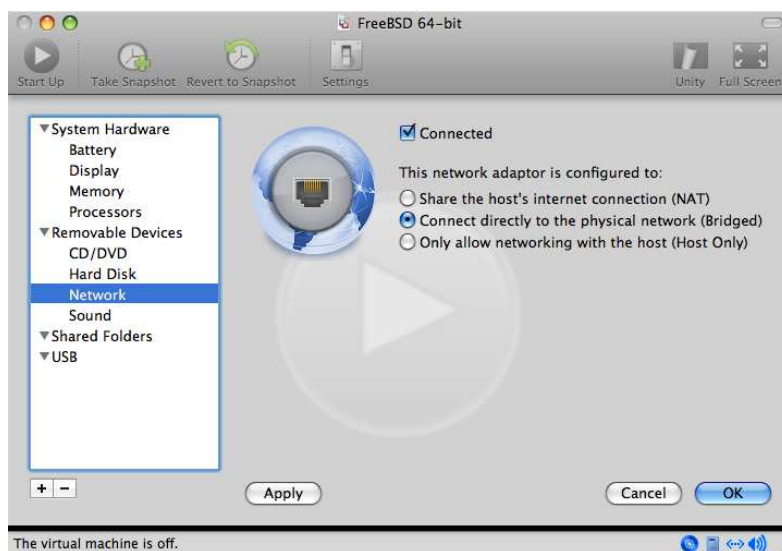 FreeBSD 64-bit
Start Up
Take Snapshot
Revert to Snapshot
Settings
Unity
Full Screen
System Hardware
Battery
Display
Memory
Processors
Removable Devices
CD/DVD
Hard Disk
Network
Sound
Shared Folders
USB
Connected
This network adaptor is configured to:
Share the host's internet connection (NAT)
Connect directly to the physical network (Bridged)
Only allow networking with the host (Host Only)
+ −
Apply
Cancel
OK
The virtual machine is off.